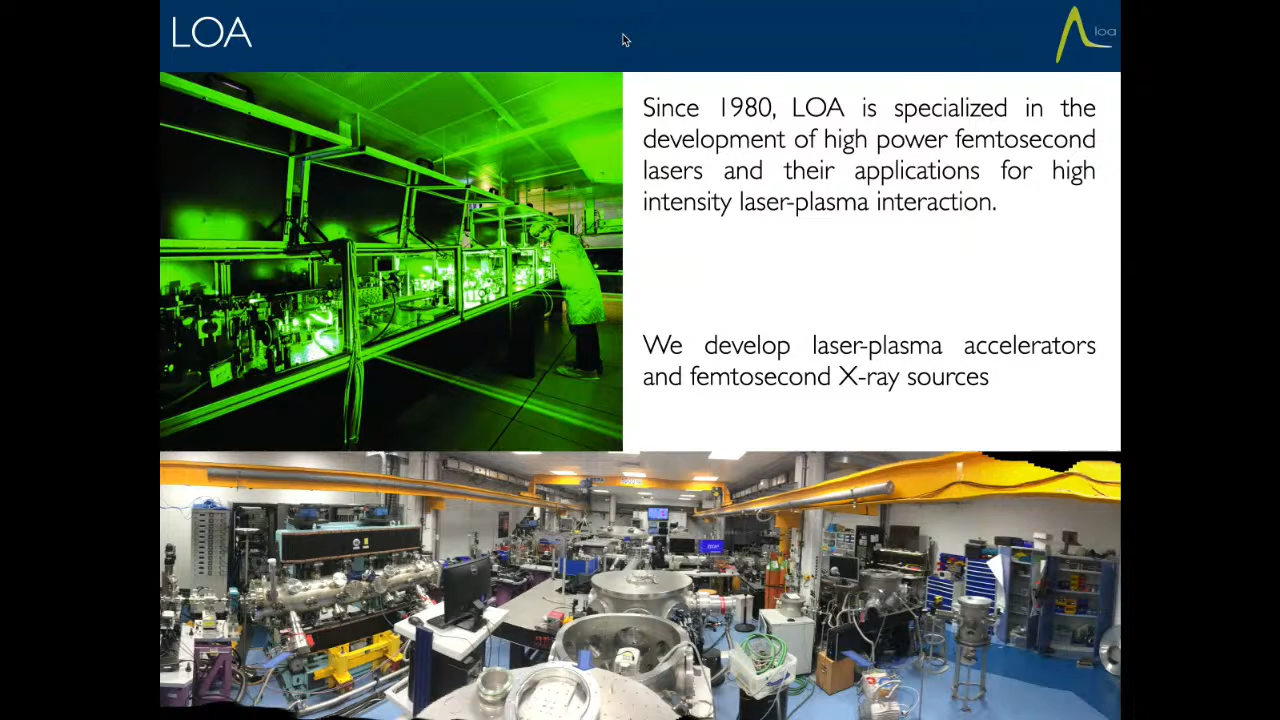 LOA
loa
Since 1980, LOA is specialized in the
development of high power femtosecond
lasers and their applications for high
intensity laser-plasma interaction.
We develop laser-plasma accelerators
and femtosecond X-ray sources